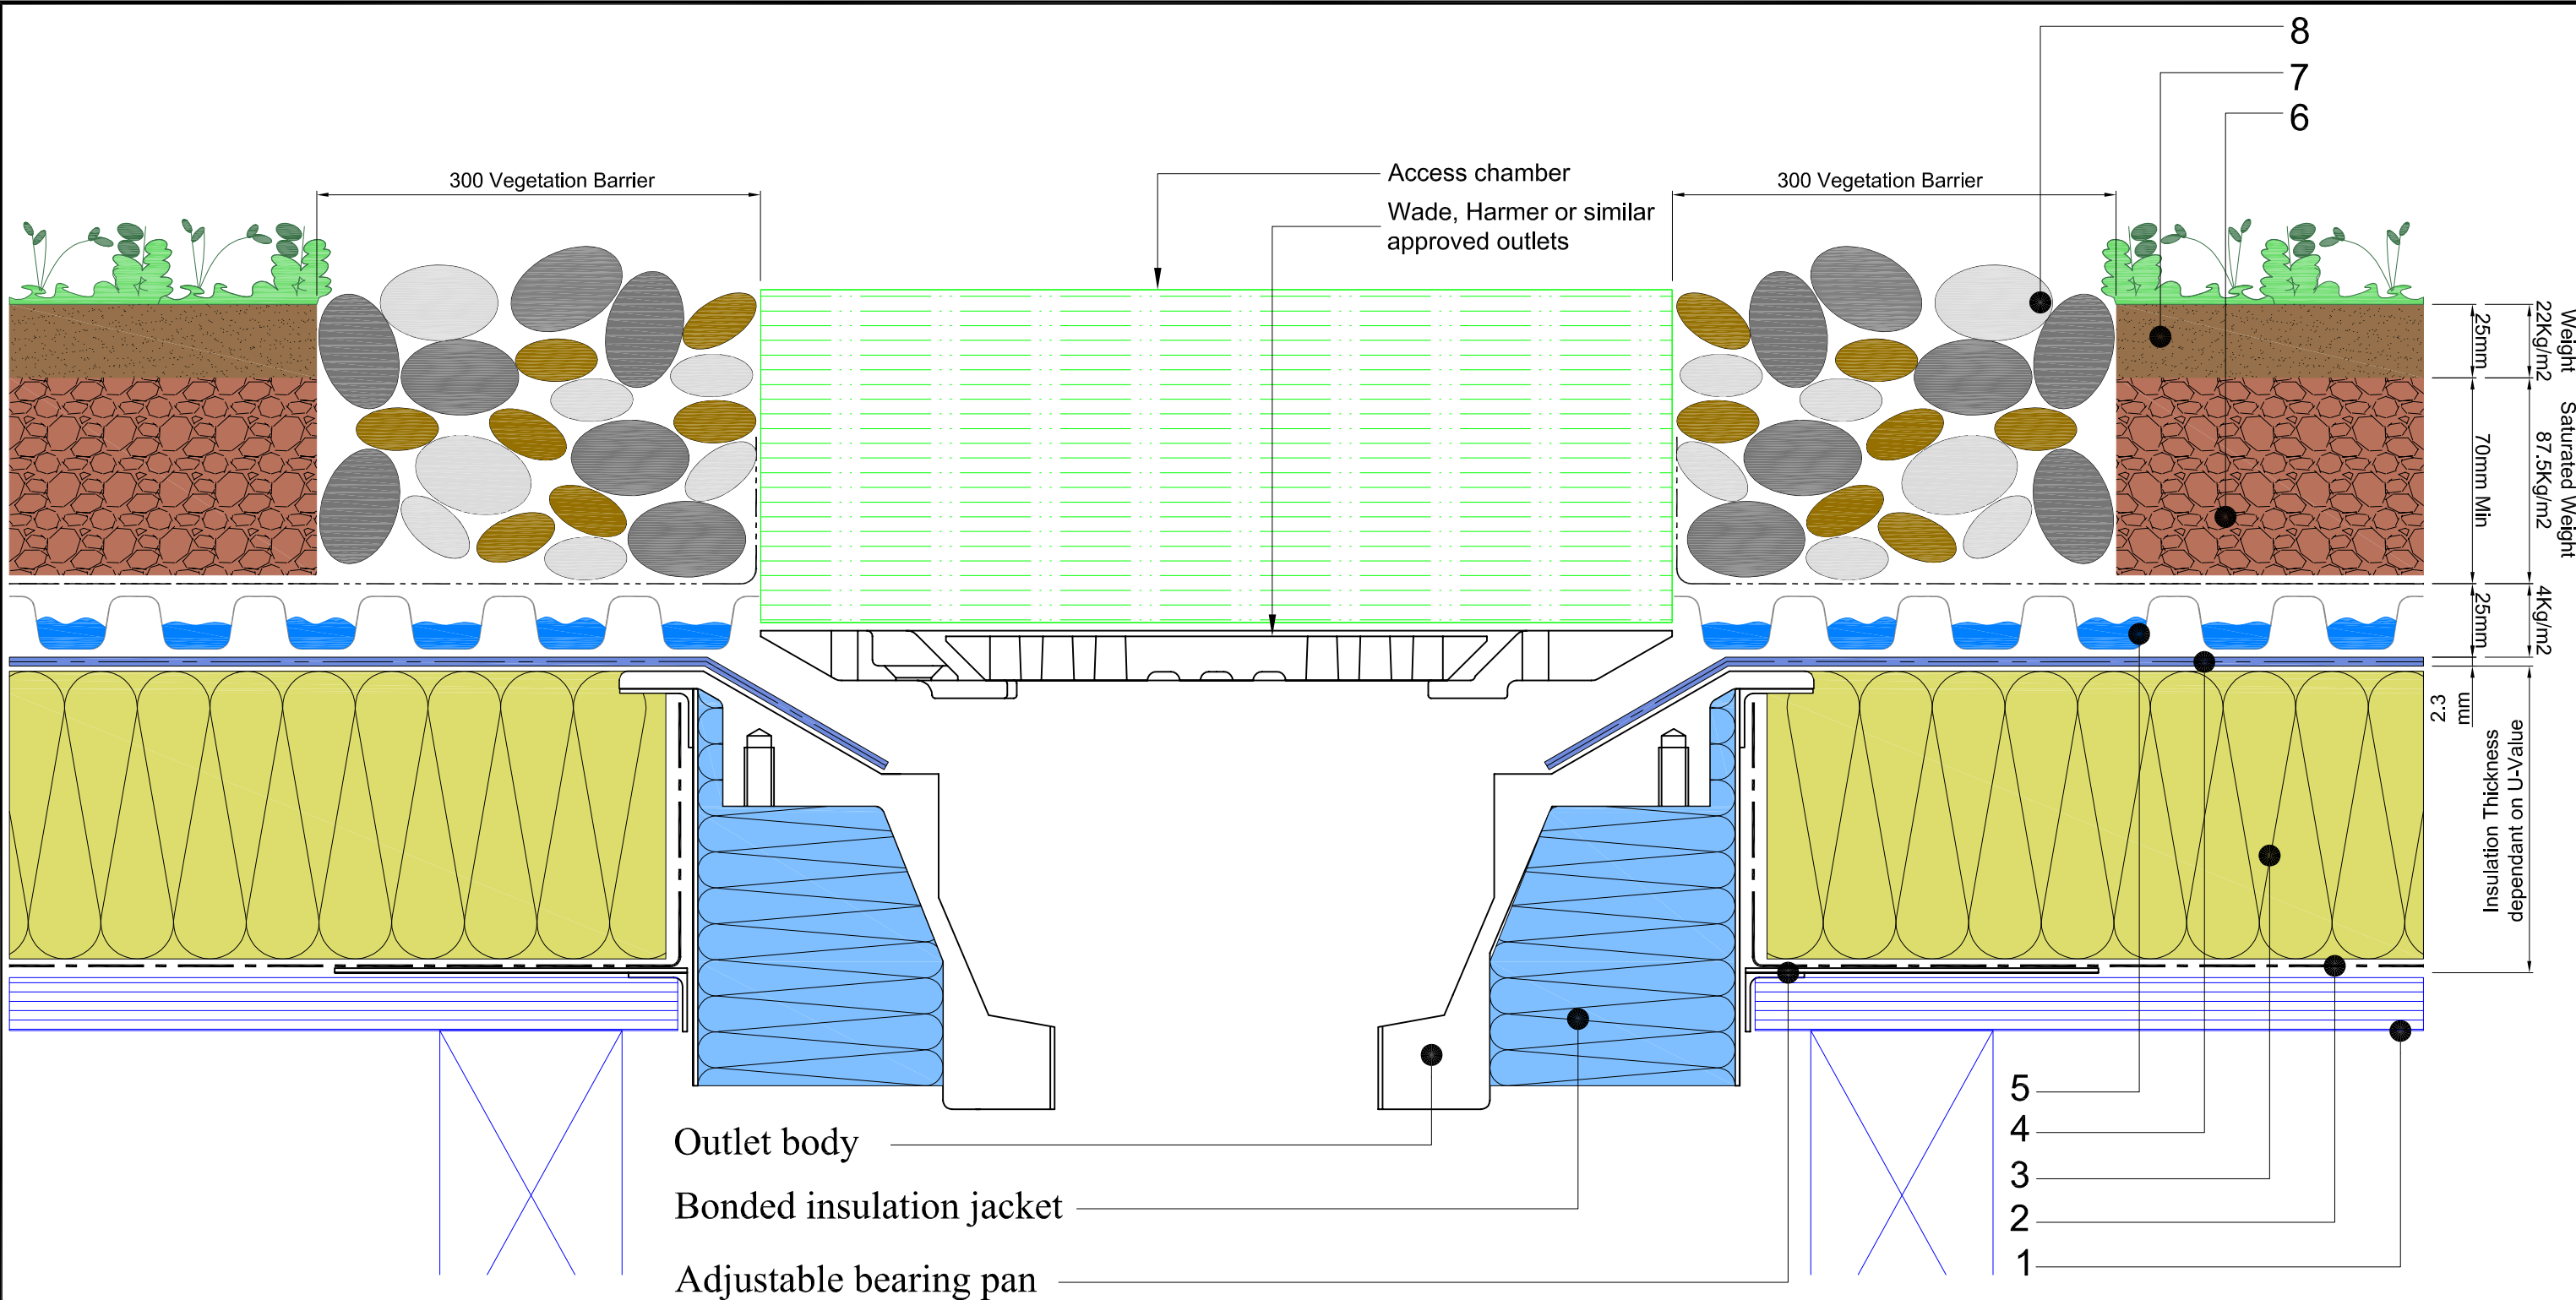 8
7
6
Access chamber
300 Vegetation Barrier
300 Vegetation Barrier
Wade, Harmer or similar
approved outlets
25mm
22Kg/m2
Weight
70mm Min
87.5Kg/m2
Saturated Weight
25mm
4Kg/m2
2.3
mm
Insulation Thickness
dependant on U-Value
5
4
3
2
1
Outlet body
Bonded insulation jacket
Adjustable bearing pan